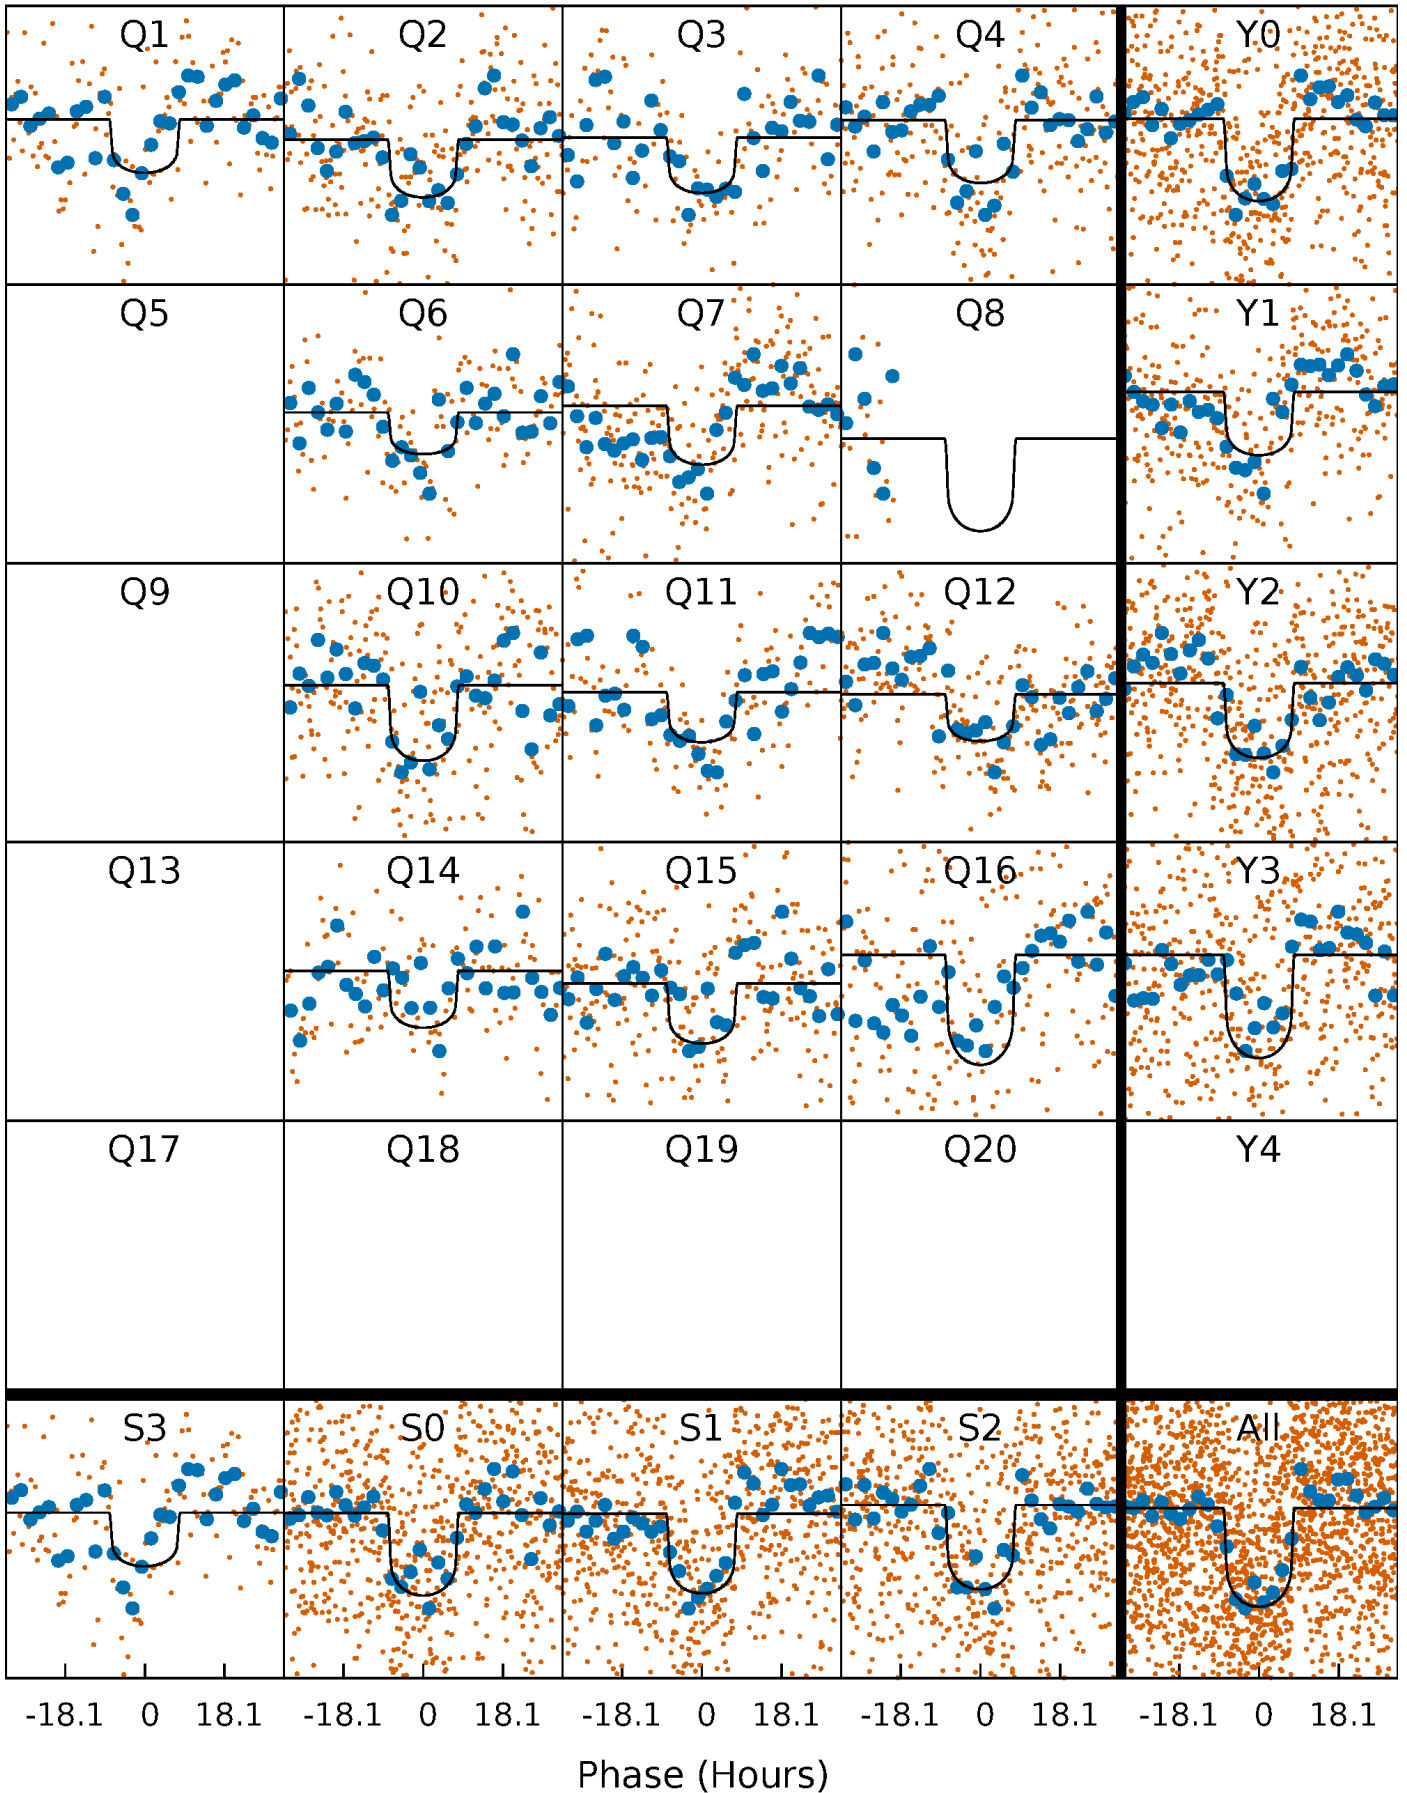 Q1 Q2 Q3 Q4 Y0
Q5 Q6 Q7 Q8 Y1
Q9 Q10 Q11 Q12 Y2
Q13 Q14 Q15 Q16 Y3
Q17 Q18 Q19 Q20 Y4
S3 S0 S1 S2 All
-18.1 0 18.1 -18.1 0 18.1 -18.1 0 18.1 -18.1 0 18.1 -18.1 0 18.1
Phase (Hours)